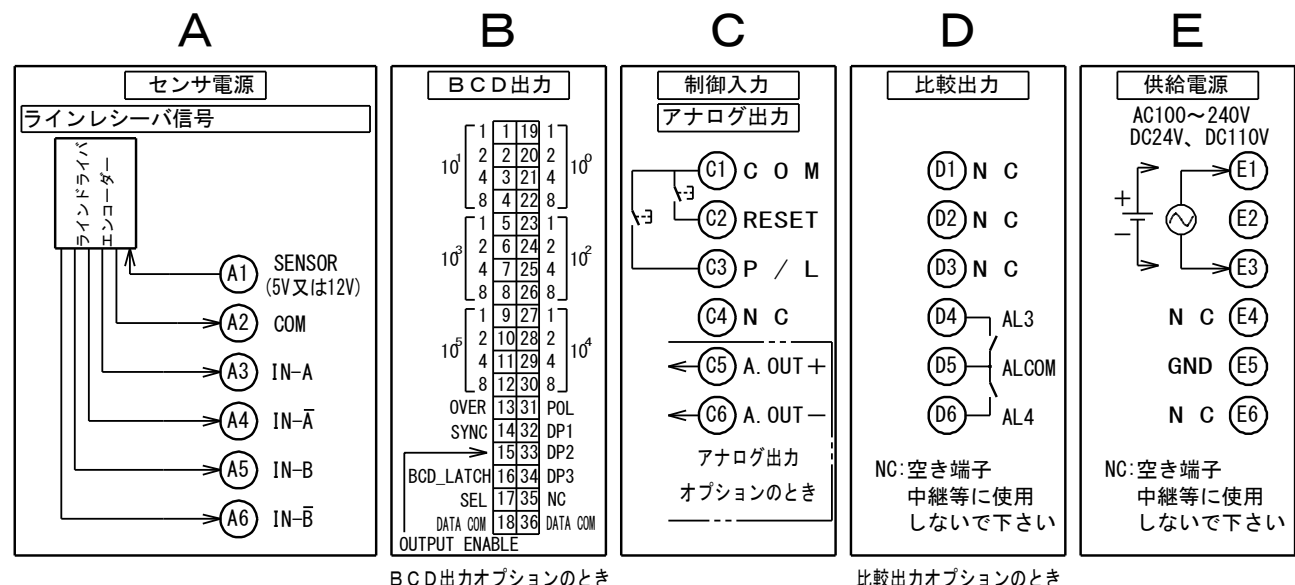 A
センサ電源
ラインレシーバ信号
ラインドライバ
エンコーダー
A1 SENSOR
(5V又は12V)
A2 COM
A3 IN-A
A4 IN-A̅
A5 IN-B
A6 IN-B̅
B
BCD出力
10¹ 1 1 19 1 10⁰
2 2 20 2
4 3 21 4
8 4 22 8
10³ 1 5 23 1 10²
2 6 24 2
4 7 25 4
8 8 26 8
10⁵ 1 9 27 1 10⁴
2 10 28 2
4 11 29 4
8 12 30 8
OVER 13 31 POL
SYNC 14 32 DP1
15 33 DP2
BCD_LATCH 16 34 DP3
SEL 17 35 NC
DATA COM 18 36 DATA COM
OUTPUT ENABLE
BCD出力オプションのとき
C
制御入力
アナログ出力
C1 COM
C2 RESET
C3 P/L
C4 NC
C5 A.OUT+
C6 A.OUT−
アナログ出力
オプションのとき
D
比較出力
D1 NC
D2 NC
D3 NC
D4 AL3
D5 ALCOM
D6 AL4
NC:空き端子
中継等に使用
しないで下さい
比較出力オプションのとき
E
供給電源
AC100～240V
DC24V、DC110V
+
−
E1
E2
E3
NC E4
GND E5
NC E6
NC:空き端子
中継等に使用
しないで下さい